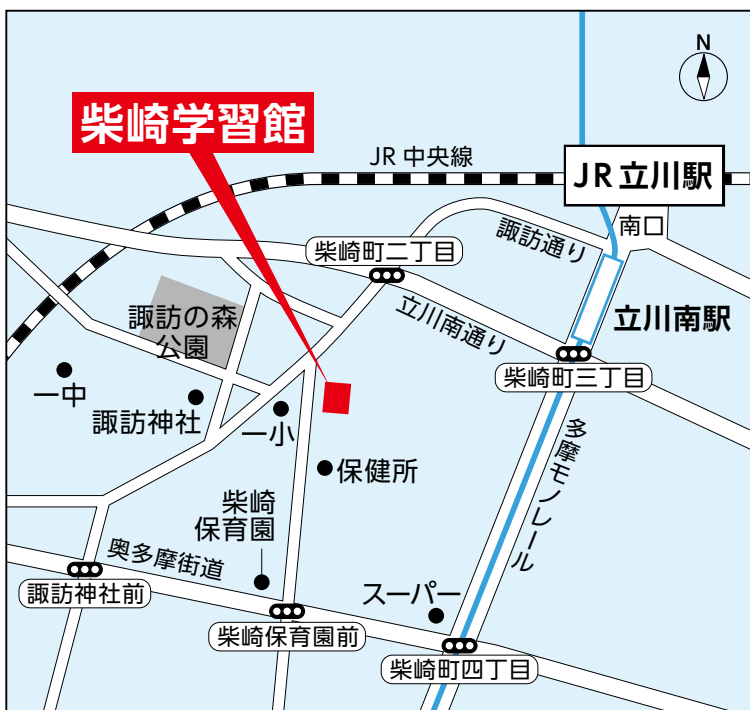 N
柴崎学習館
JR 中央線
JR 立川駅
南口
諏訪通り
柴崎町二丁目
立川南通り
立川南駅
諏訪の森
公園
柴崎町三丁目
一中
諏訪神社
一小
多摩モノレール
保健所
柴崎
保育園
奥多摩街道
諏訪神社前
スーパー
柴崎保育園前
柴崎町四丁目